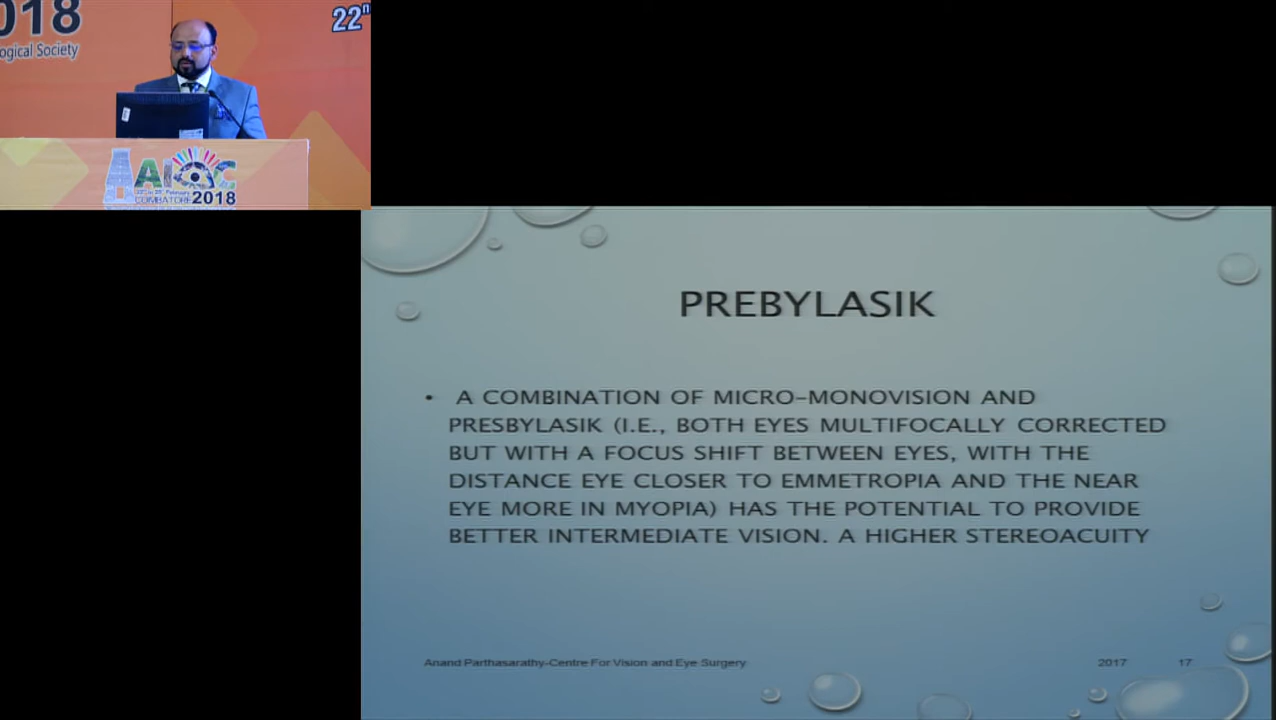 2018
ogical Society
22
AIOC
COIMBATORE 2018
PREBYLASIK
• A COMBINATION OF MICRO-MONOVISION AND
PRESBYLASIK (I.E., BOTH EYES MULTIFOCALLY CORRECTED
BUT WITH A FOCUS SHIFT BETWEEN EYES, WITH THE
DISTANCE EYE CLOSER TO EMMETROPIA AND THE NEAR
EYE MORE IN MYOPIA) HAS THE POTENTIAL TO PROVIDE
BETTER INTERMEDIATE VISION. A HIGHER STEREOACUITY
Anand Parthasarathy-Centre For Vision and Eye Surgery 2017 17